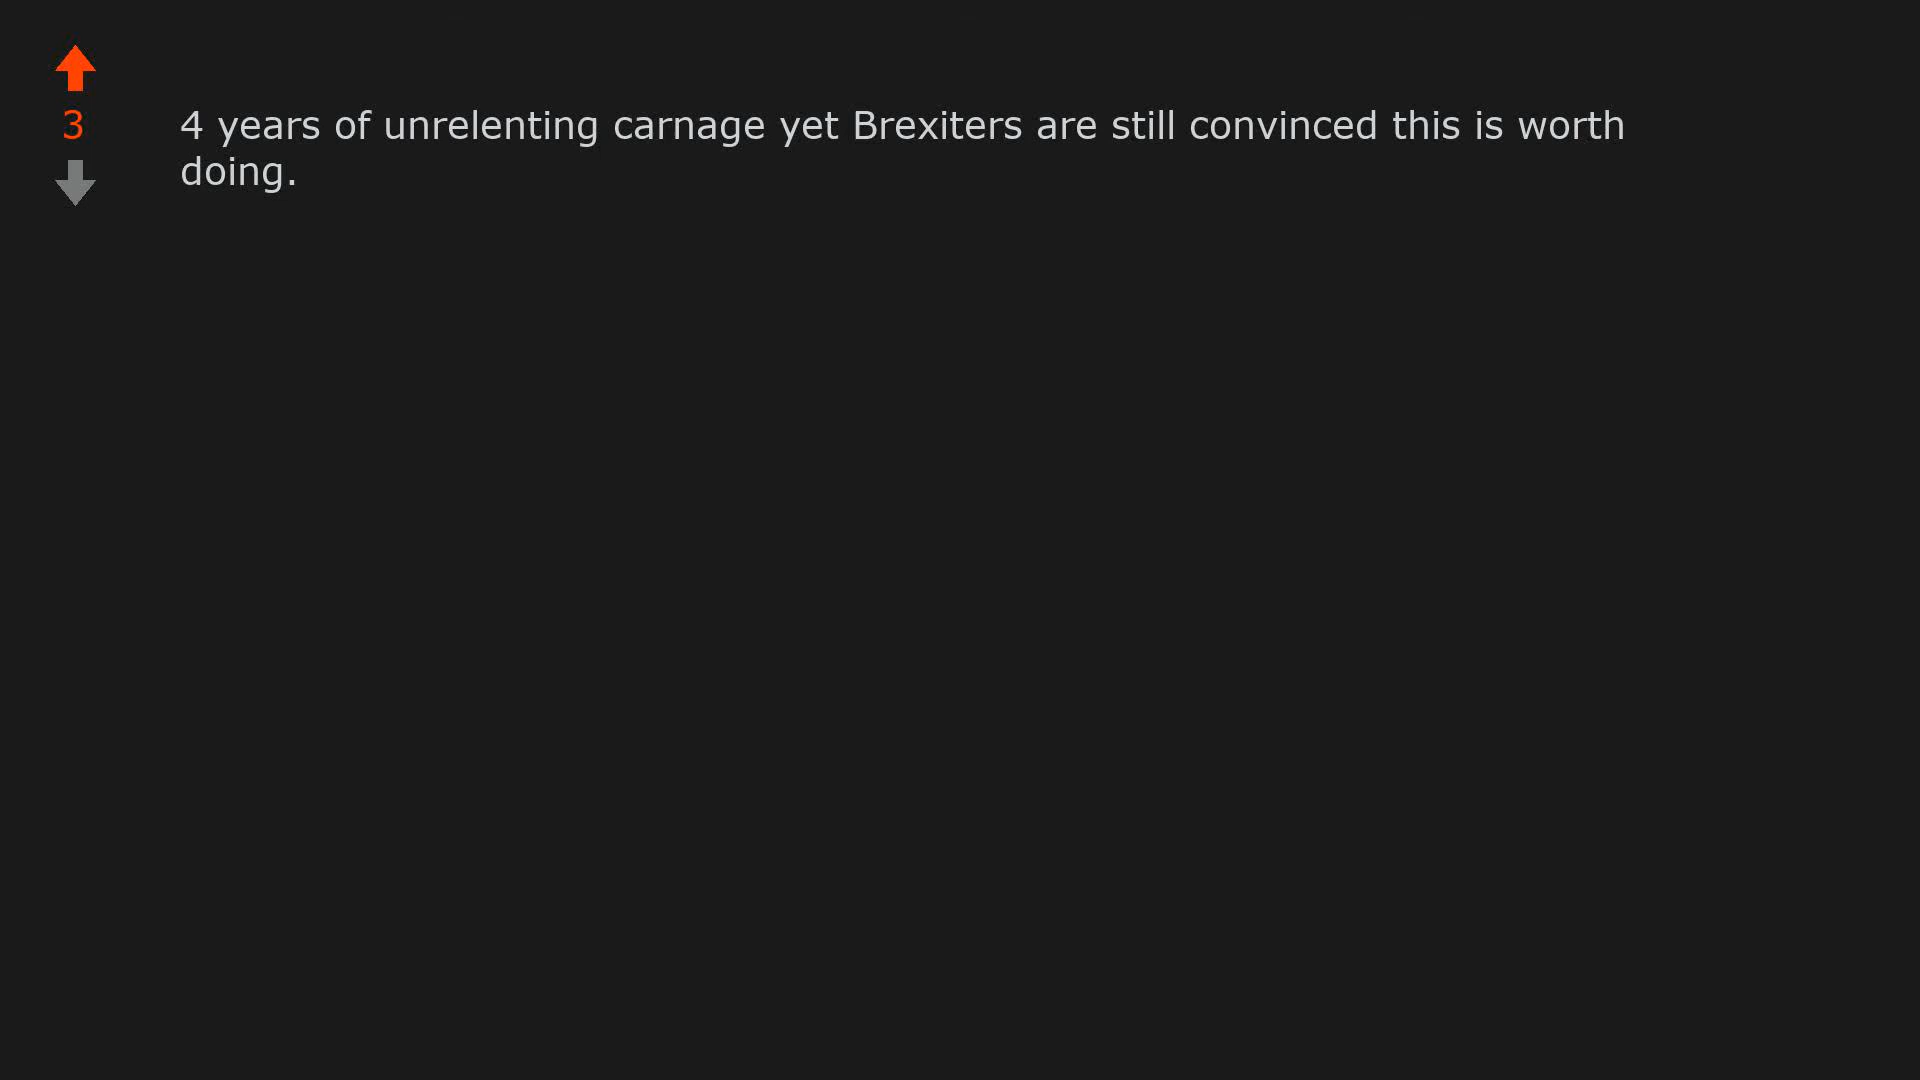 3
4 years of unrelenting carnage yet Brexiters are still convinced this is worth
doing.